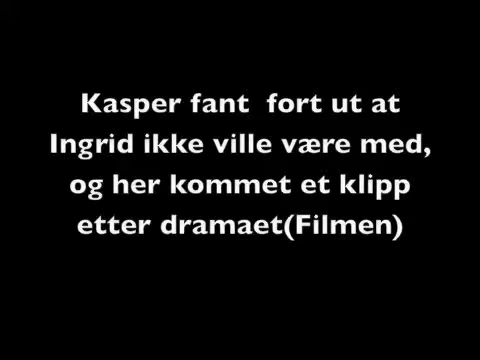 Kasper fant  fort ut at
Ingrid ikke ville være med,
og her kommet et klipp
etter dramaet(Filmen)